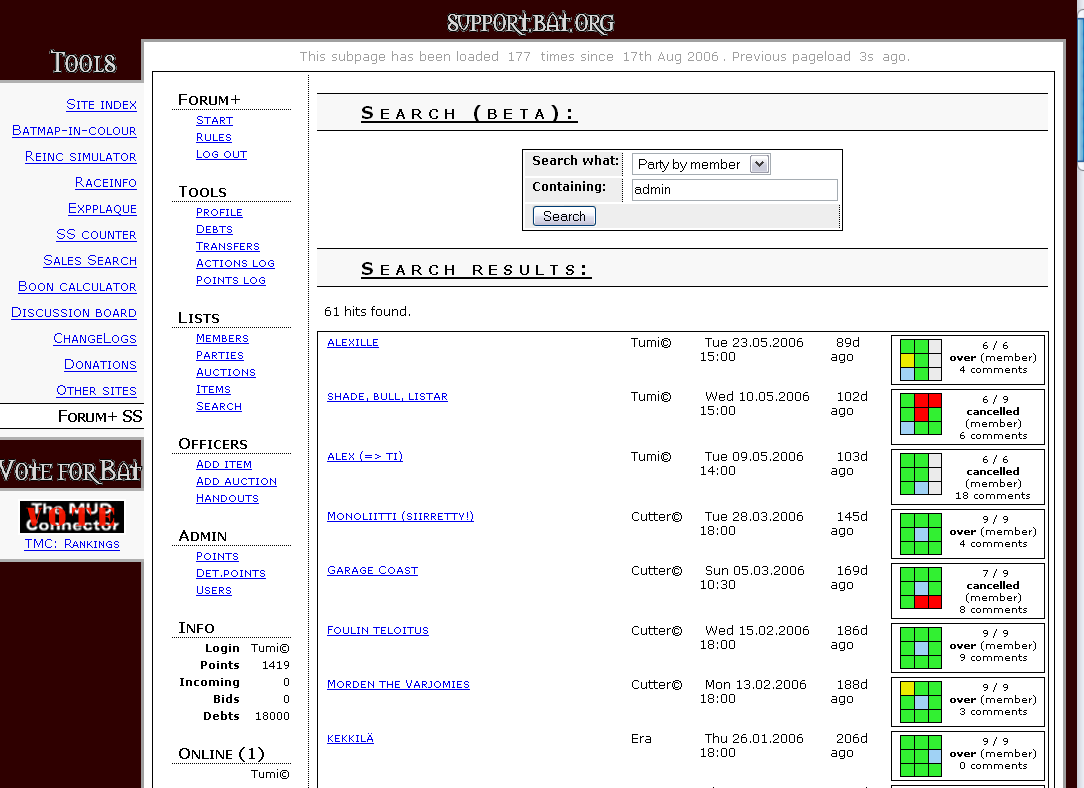 SUPPORT.BAT.ORG
Tools
Site index
Batmap-in-colour
Reinc simulator
Raceinfo
Expplaque
SS counter
Sales Search
Boon calculator
Discussion board
ChangeLogs
Donations
Other sites
Forum+ SS
Vote for Bat
The MUD Connector
VOTE
TMC: Rankings
This subpage has been loaded 177 times since 17th Aug 2006 . Previous pageload 3s ago.
Forum+
Start
Rules
Log out
Tools
Profile
Debts
Transfers
Actions log
Points log
Lists
Members
Parties
Auctions
Items
Search
Officers
Add item
Add auction
Handouts
Admin
Points
Det.points
Users
Info
Login Tumi©
Points 1419
Incoming 0
Bids 0
Debts 18000
Online (1)
Tumi©
Search (beta):
Search what: Party by member
Containing: admin
Search
Search results:
61 hits found.
alexille Tumi© Tue 23.05.2006 89d 6 / 6
15:00 ago over (member)
4 comments
shade, bull, listar Tumi© Wed 10.05.2006 102d 6 / 9
15:00 ago cancelled
(member)
6 comments
Alex (=> TI) Tumi© Tue 09.05.2006 103d 6 / 6
14:00 ago cancelled
(member)
18 comments
Monoliitti (siirretty!) Cutter© Tue 28.03.2006 145d 9 / 9
18:00 ago over (member)
4 comments
Garage Coast Cutter© Sun 05.03.2006 169d 7 / 9
10:30 ago cancelled
(member)
8 comments
Foulin teloitus Cutter© Wed 15.02.2006 186d 9 / 9
18:00 ago over (member)
9 comments
Morden the Varjomies Cutter© Mon 13.02.2006 188d 9 / 9
18:00 ago over (member)
3 comments
kekkilä Era Thu 26.01.2006 206d 9 / 9
18:00 ago over (member)
0 comments